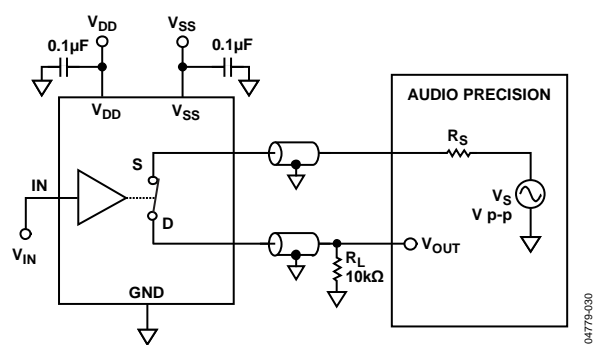 VDD
VSS
0.1µF
0.1µF
VDD
VSS
AUDIO PRECISION
RS
S
IN
VS
V p-p
D
VOUT
VIN
RL
10kΩ
GND
04779-030